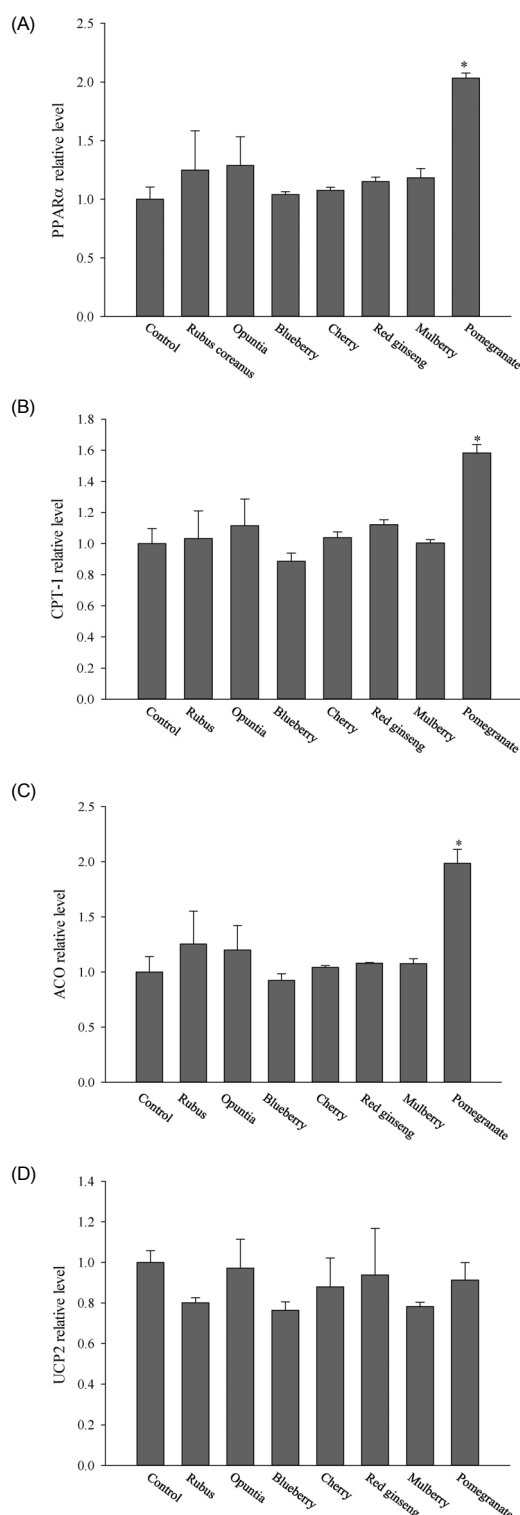 (A)
PPARα relative level
2.5
2.0
1.5
1.0
0.5
0.0
*
Control
Rubus coreanus
Opuntia
Blueberry
Cherry
Red ginseng
Mulberry
Pomegranate
(B)
CPT-1 relative level
1.8
1.6
1.4
1.2
1.0
0.8
0.6
0.4
0.2
0.0
*
Control
Rubus
Opuntia
Blueberry
Cherry
Red ginseng
Mulberry
Pomegranate
(C)
ACO relative level
2.5
2.0
1.5
1.0
0.5
0.0
*
Control
Rubus
Opuntia
Blueberry
Cherry
Red ginseng
Mulberry
Pomegranate
(D)
UCP2 relative level
1.4
1.2
1.0
0.8
0.6
0.4
0.2
0.0
Control
Rubus
Opuntia
Blueberry
Cherry
Red ginseng
Mulberry
Pomegranate